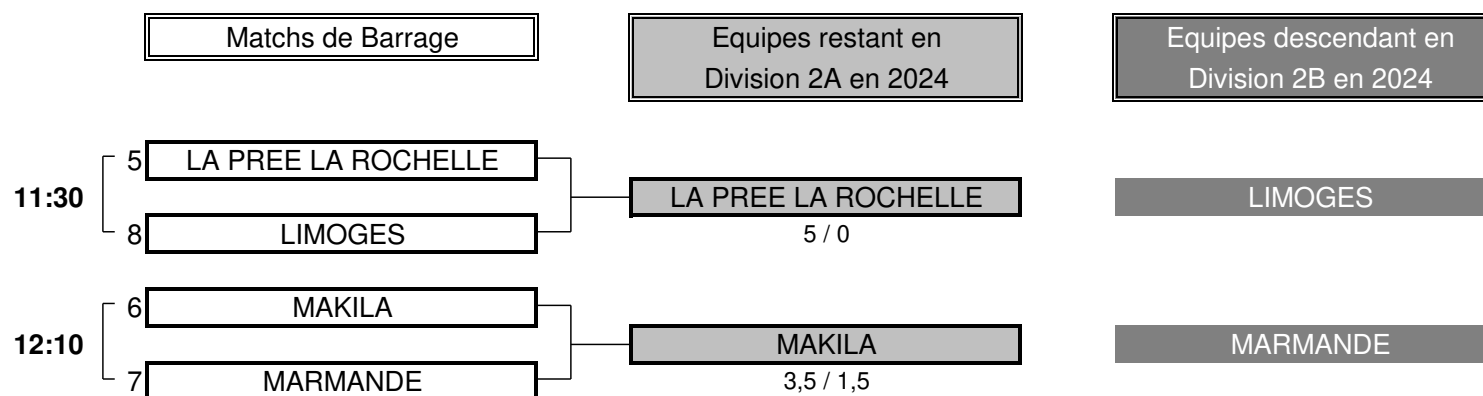 Matchs de Barrage
Equipes restant en
Division 2A en 2024
Equipes descendant en
Division 2B en 2024
11:30
5 LA PREE LA ROCHELLE
8 LIMOGES
LA PREE LA ROCHELLE
5 / 0
LIMOGES
12:10
6 MAKILA
7 MARMANDE
MAKILA
3,5 / 1,5
MARMANDE